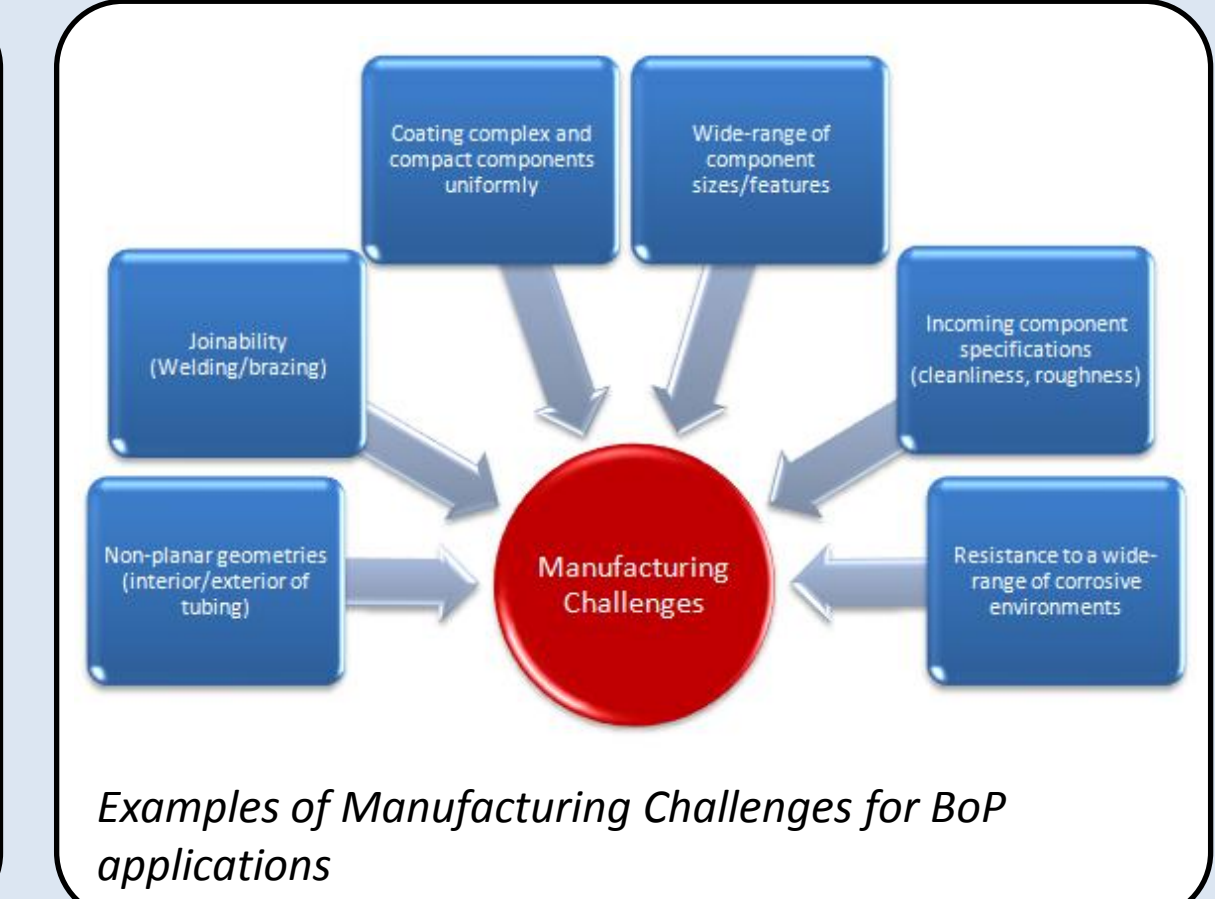 Coating complex and
compact components
uniformly
Wide-range of
component
sizes/features
Joinability
(Welding/brazing)
Incoming component
specifications
(cleanliness, roughness)
Non-planar geometries
(interior/exterior of
tubing)
Manufacturing
Challenges
Resistance to a wide-
range of corrosive
environments
Examples of Manufacturing Challenges for BoP
applications